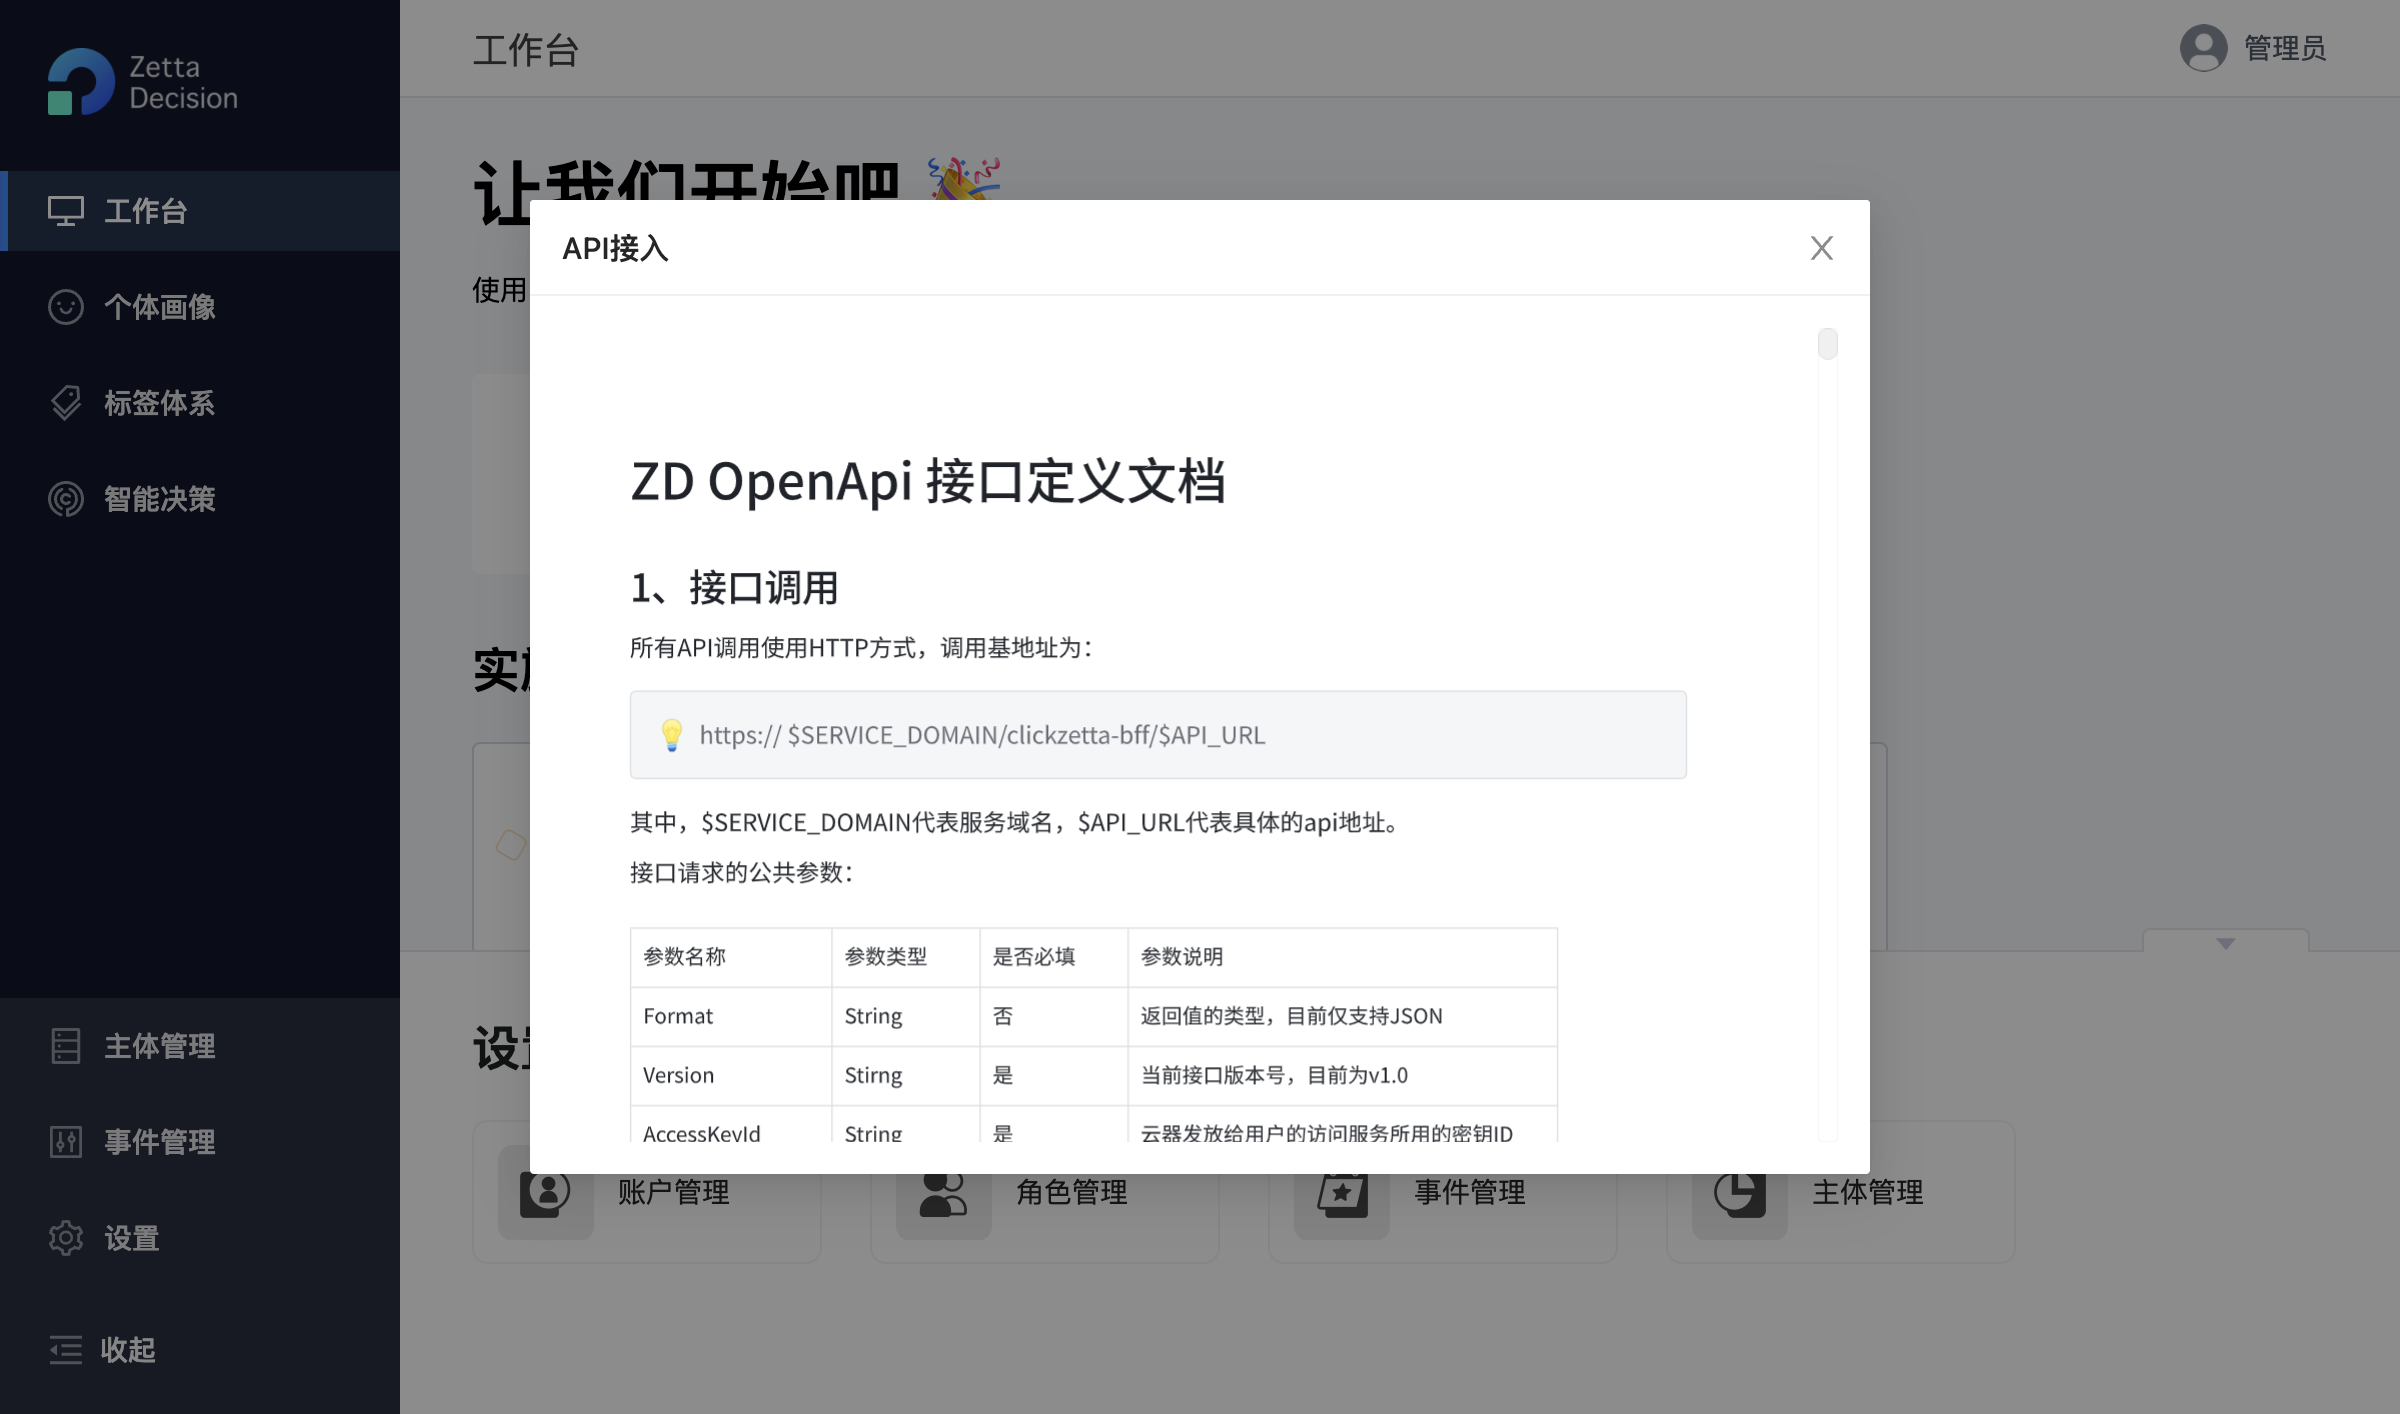 Zetta
Decision
工作台
个体画像
标签体系
智能决策
主体管理
事件管理
设置
收起
工作台
管理员
让我们开始吧
使用
API接入
ZD OpenApi 接口定义文档
1、接口调用
所有API调用使用HTTP方式，调用基地址为：
https:// $SERVICE_DOMAIN/clickzetta-bff/$API_URL
其中，$SERVICE_DOMAIN代表服务域名，$API_URL代表具体的api地址。
接口请求的公共参数：
参数名称 参数类型 是否必填 参数说明
Format String 否 返回值的类型，目前仅支持JSON
Version Stirng 是 当前接口版本号，目前为v1.0
AccessKeyId String 是 云器发放给用户的访问服务所用的密钥ID
实
设
账户管理
角色管理
事件管理
主体管理